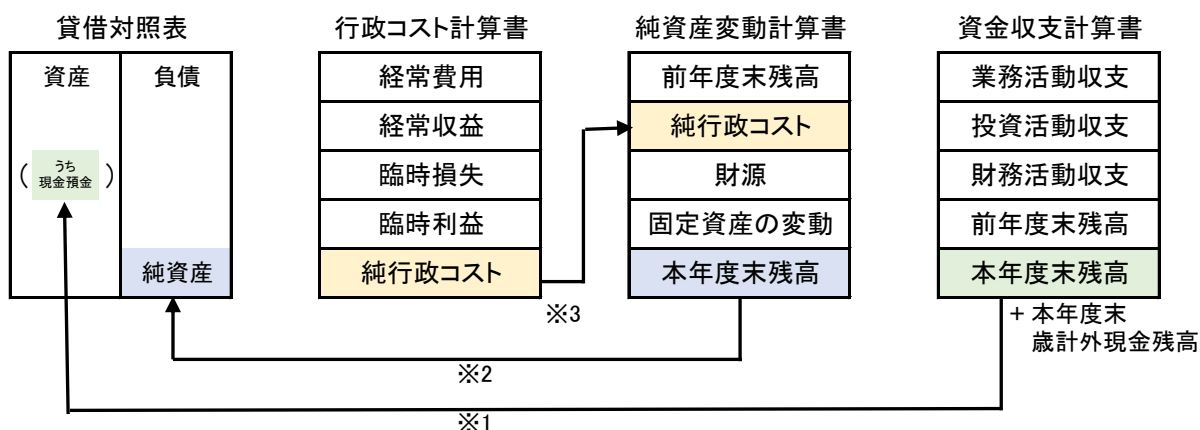 貸借対照表
資産
負債
(うち
現金預金)
純資産
行政コスト計算書
経常費用
経常収益
臨時損失
臨時利益
純行政コスト
純資産変動計算書
前年度末残高
純行政コスト
財源
固定資産の変動
本年度末残高
資金収支計算書
業務活動収支
投資活動収支
財務活動収支
前年度末残高
本年度末残高
+ 本年度末
歳計外現金残高
※3
※2
※1